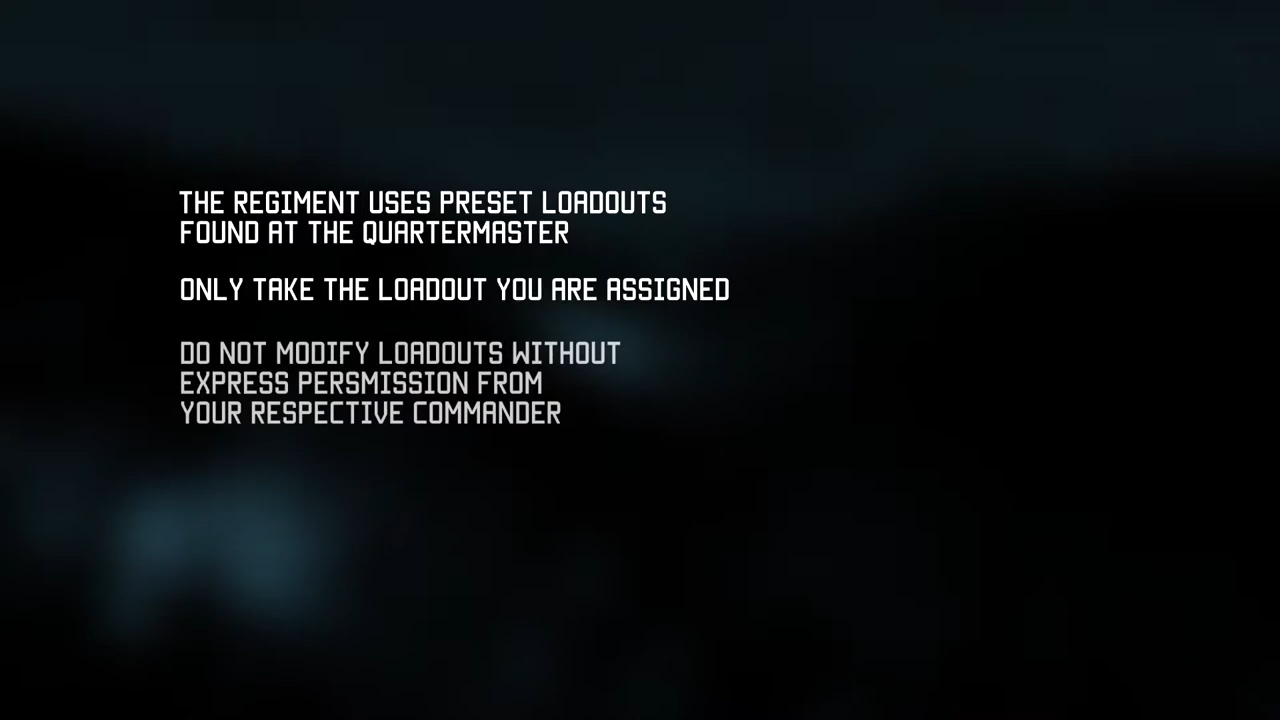 THE REGIMENT USES PRESET LOADOUTS
FOUND AT THE QUARTERMASTER
ONLY TAKE THE LOADOUT YOU ARE ASSIGNED
DO NOT MODIFY LOADOUTS WITHOUT
EXPRESS PERSMISSION FROM
YOUR RESPECTIVE COMMANDER